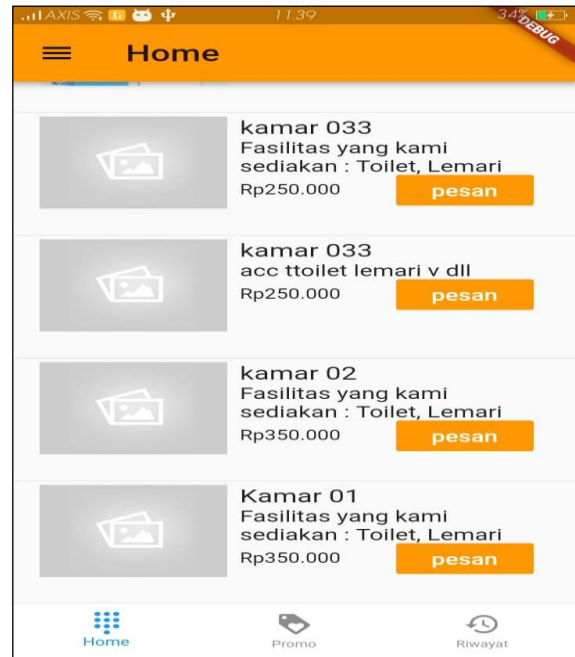 AXIS 11.39 34%
DEBUG
Home
kamar 033
Fasilitas yang kami
sediakan : Toilet, Lemari
Rp250.000 pesan
kamar 033
acc ttoilet lemari v dll
Rp250.000 pesan
kamar 02
Fasilitas yang kami
sediakan : Toilet, Lemari
Rp350.000 pesan
Kamar 01
Fasilitas yang kami
sediakan : Toilet, Lemari
Rp350.000 pesan
Home Promo Riwayat